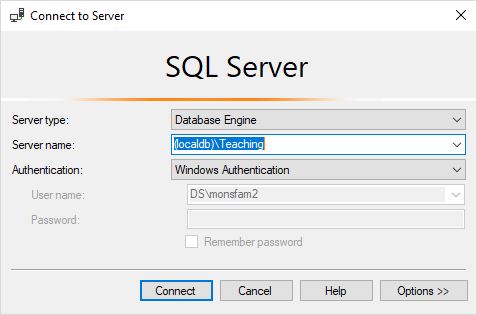 Connect to Server
SQL Server
Server type: Database Engine
Server name: (localdb)\Teaching
Authentication: Windows Authentication
User name: DS\monsfam2
Password:
Remember password
Connect Cancel Help Options >>